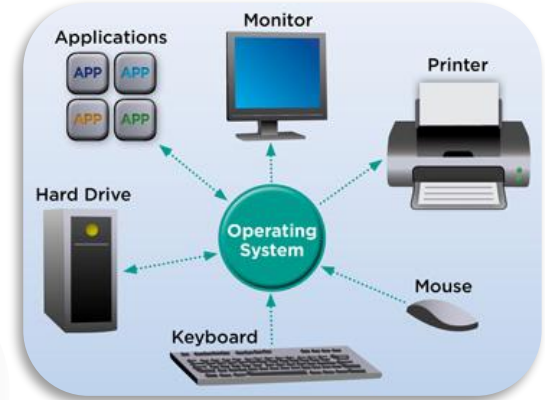 Monitor
Applications
Printer
APP APP
APP APP
Hard Drive
Operating
System
Mouse
Keyboard